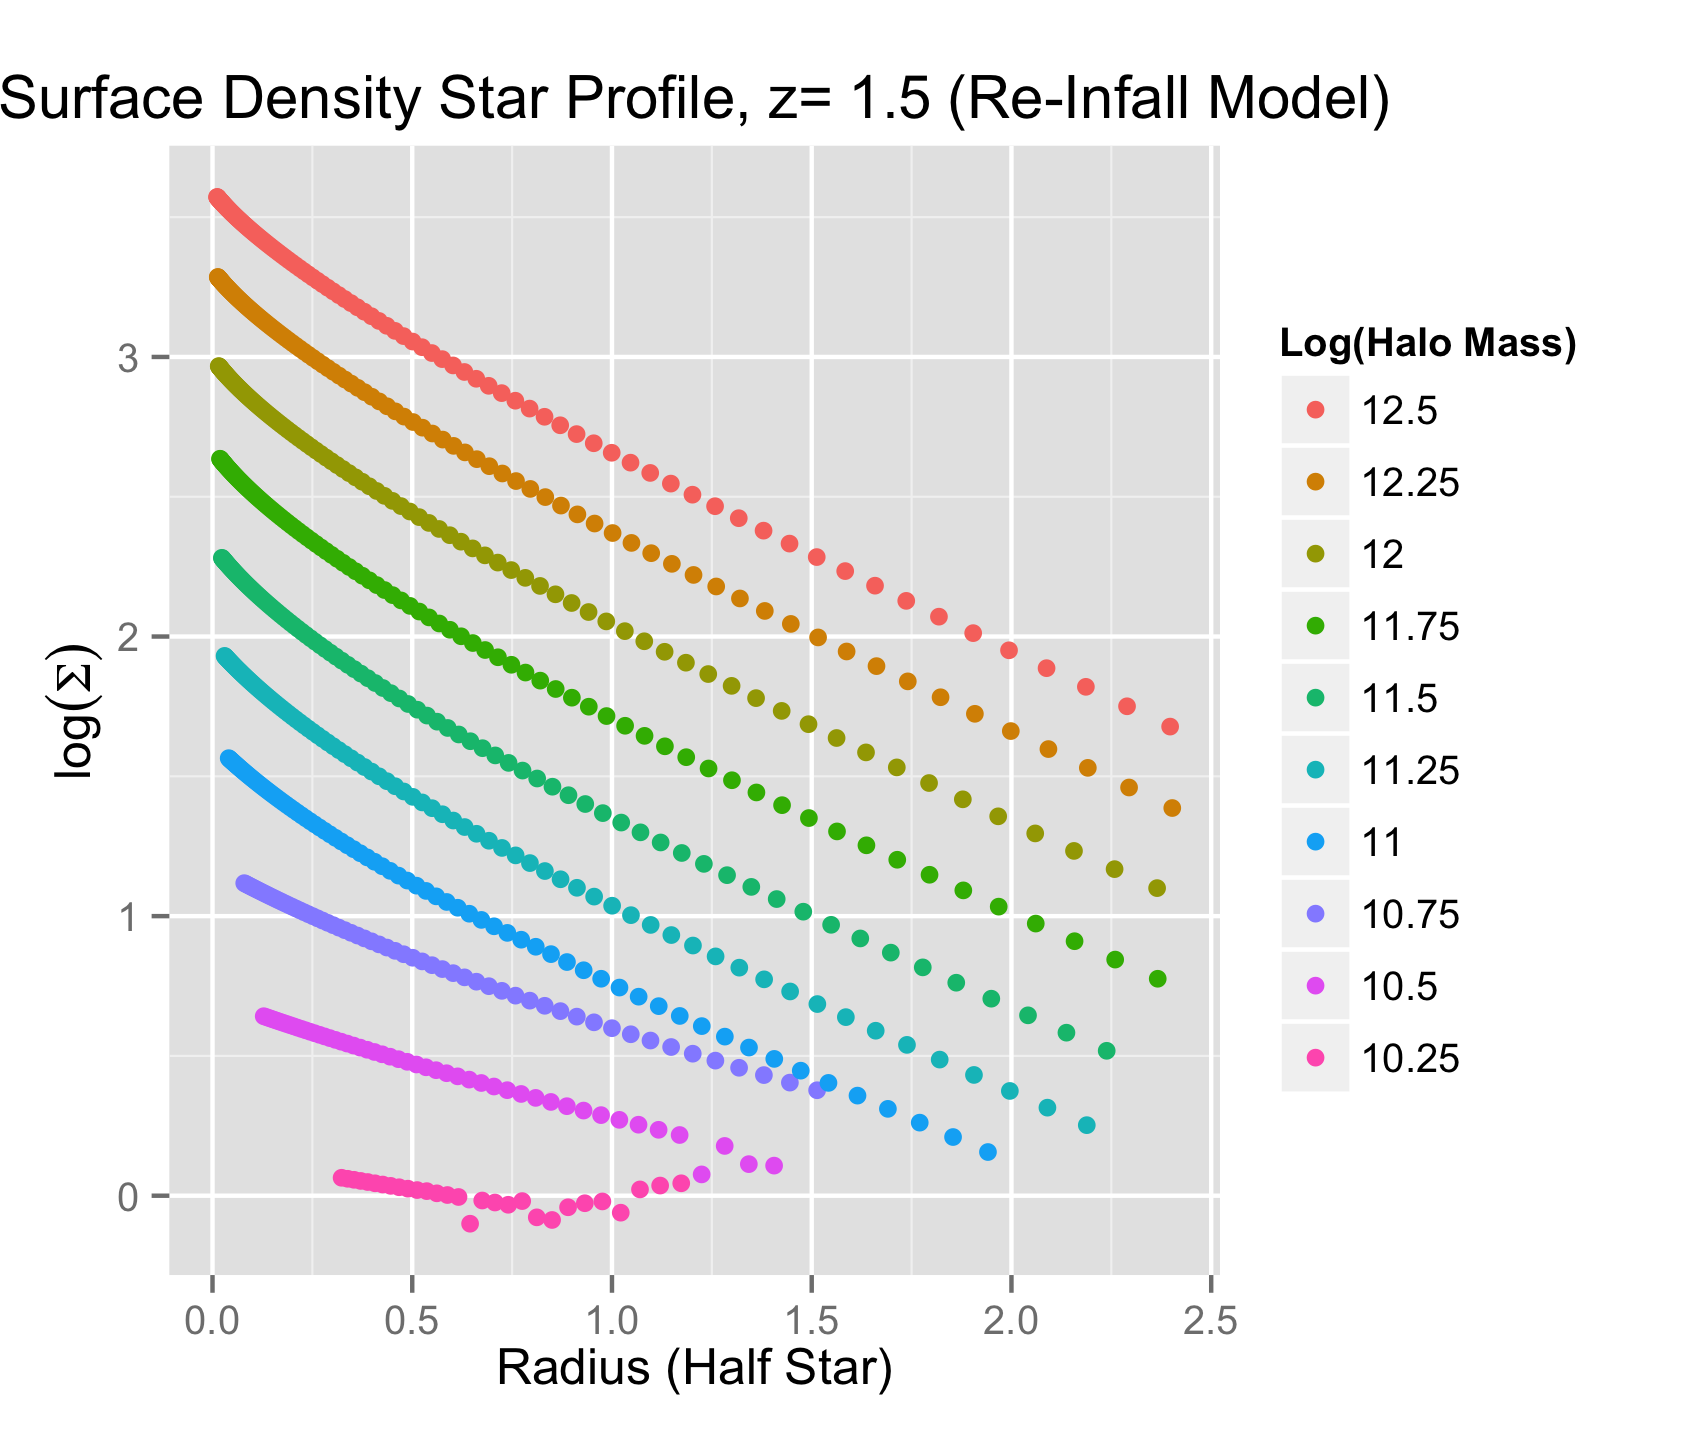 Surface Density Star Profile, z= 1.5 (Re-Infall Model)
log(Σ)
3
2
1
0
0.0 0.5 1.0 1.5 2.0 2.5
Radius (Half Star)
Log(Halo Mass)
12.5
12.25
12
11.75
11.5
11.25
11
10.75
10.5
10.25